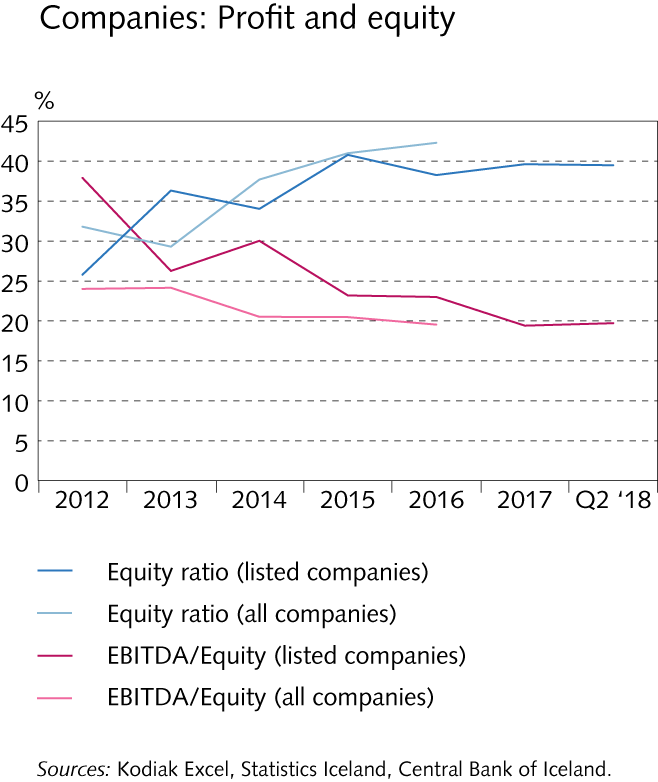 Companies: Profit and equity
%
45
40
35
30
25
20
15
10
5
0
2012 2013 2014 2015 2016 2017 Q2 ‘18
Equity ratio (listed companies)
Equity ratio (all companies)
EBITDA/Equity (listed companies)
EBITDA/Equity (all companies)
Sources: Kodiak Excel, Statistics Iceland, Central Bank of Iceland.